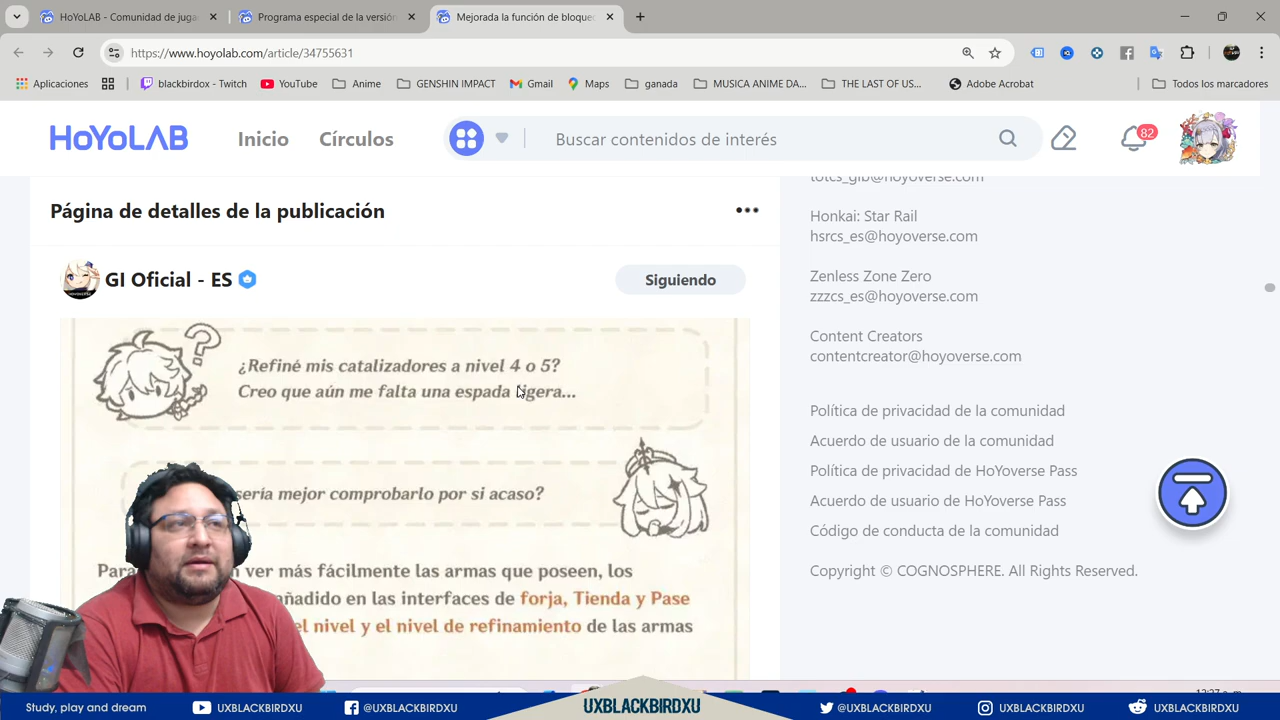 HoYoLAB - Comunidad de juga
Programa especial de la versión
Mejorada la función de bloque
https://www.hoyolab.com/article/34755631
Aplicaciones
blackbirdox - Twitch
YouTube
Anime
GENSHIN IMPACT
Gmail
Maps
ganada
MUSICA ANIME DA...
THE LAST OF US...
Adobe Acrobat
Todos los marcadores
HoYoLAB
Inicio
Círculos
Buscar contenidos de interés
82
Página de detalles de la publicación
GI Oficial - ES
Siguiendo
¿Refiné mis catalizadores a nivel 4 o 5?
Creo que aún me falta una espada ligera...
sería mejor comprobarlo por si acaso?
ver más fácilmente las armas que poseen, los
añadido en las interfaces de forja, Tienda y Pase
el nivel y el nivel de refinamiento de las armas
totcs_glb@hoyoverse.com
Honkai: Star Rail
hsrcs_es@hoyoverse.com
Zenless Zone Zero
zzzcs_es@hoyoverse.com
Content Creators
contentcreator@hoyoverse.com
Política de privacidad de la comunidad
Acuerdo de usuario de la comunidad
Política de privacidad de HoYoverse Pass
Acuerdo de usuario de HoYoverse Pass
Código de conducta de la comunidad
Copyright © COGNOSPHERE. All Rights Reserved.
Study, play and dream
UXBLACKBIRDXU
@UXBLACKBIRDXU
UXBLACKBIRDXU
@UXBLACKBIRDXU
UXBLACKBIRDXU
UXBLACKBIRDXU